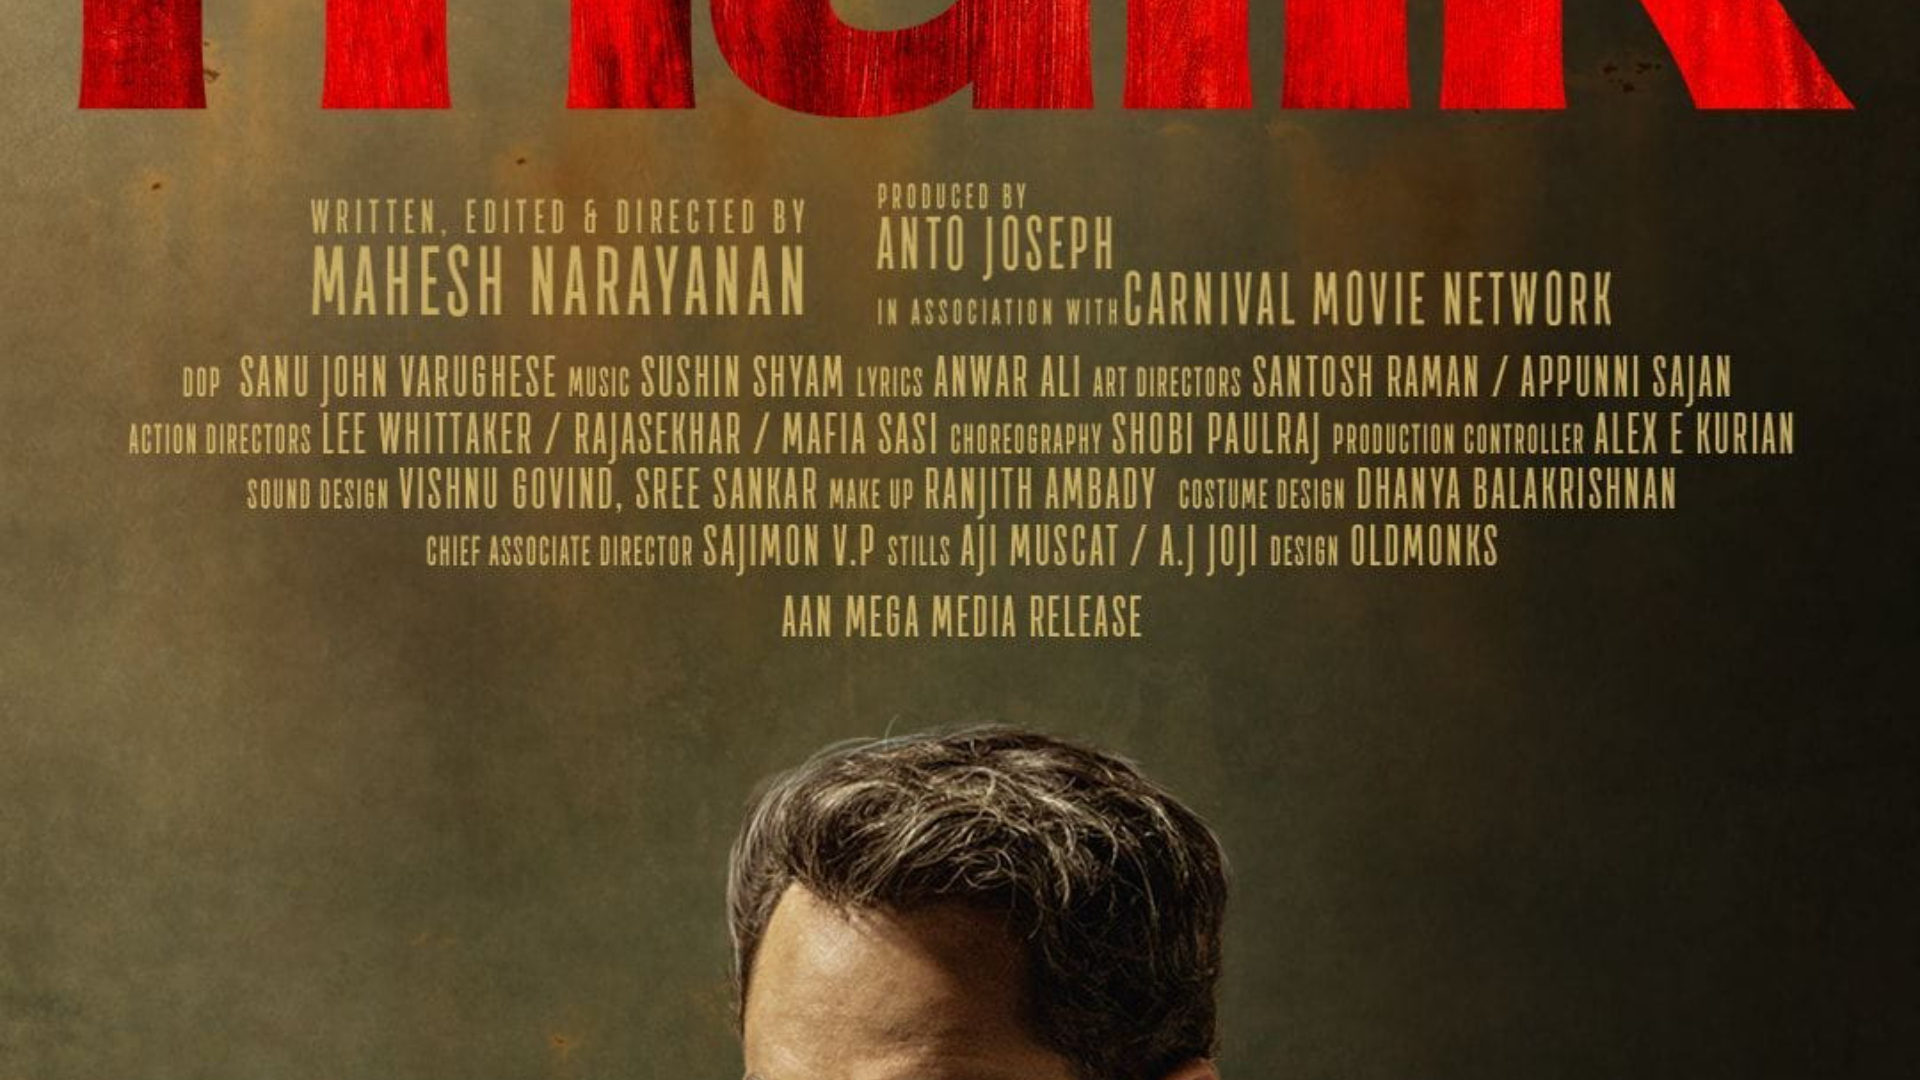 malik
WRITTEN, EDITED & DIRECTED BY
MAHESH NARAYANAN
PRODUCED BY
ANTO JOSEPH
IN ASSOCIATION WITH CARNIVAL MOVIE NETWORK
DOP SANU JOHN VARUGHESE MUSIC SUSHIN SHYAM LYRICS ANWAR ALI ART DIRECTORS SANTOSH RAMAN / APPUNNI SAJAN
ACTION DIRECTORS LEE WHITTAKER / RAJASEKHAR / MAFIA SASI CHOREOGRAPHY SHOBI PAULRAJ PRODUCTION CONTROLLER ALEX E KURIAN
SOUND DESIGN VISHNU GOVIND, SREE SANKAR MAKE UP RANJITH AMBADY COSTUME DESIGN DHANYA BALAKRISHNAN
CHIEF ASSOCIATE DIRECTOR SAJIMON V.P STILLS AJI MUSCAT / A.J JOJI DESIGN OLDMONKS
AAN MEGA MEDIA RELEASE